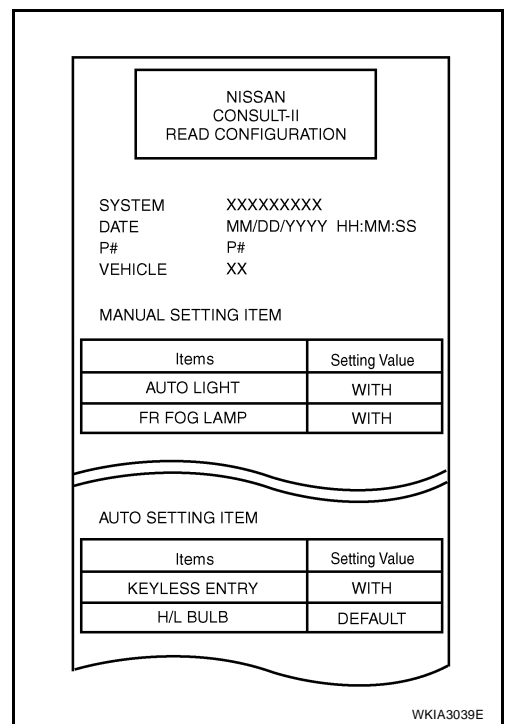 NISSAN
CONSULT-II
READ CONFIGURATION
SYSTEM XXXXXXXXX
DATE MM/DD/YYYY HH:MM:SS
P# P#
VEHICLE XX
MANUAL SETTING ITEM
Items Setting Value
AUTO LIGHT WITH
FR FOG LAMP WITH
AUTO SETTING ITEM
Items Setting Value
KEYLESS ENTRY WITH
H/L BULB DEFAULT
WKIA3039E